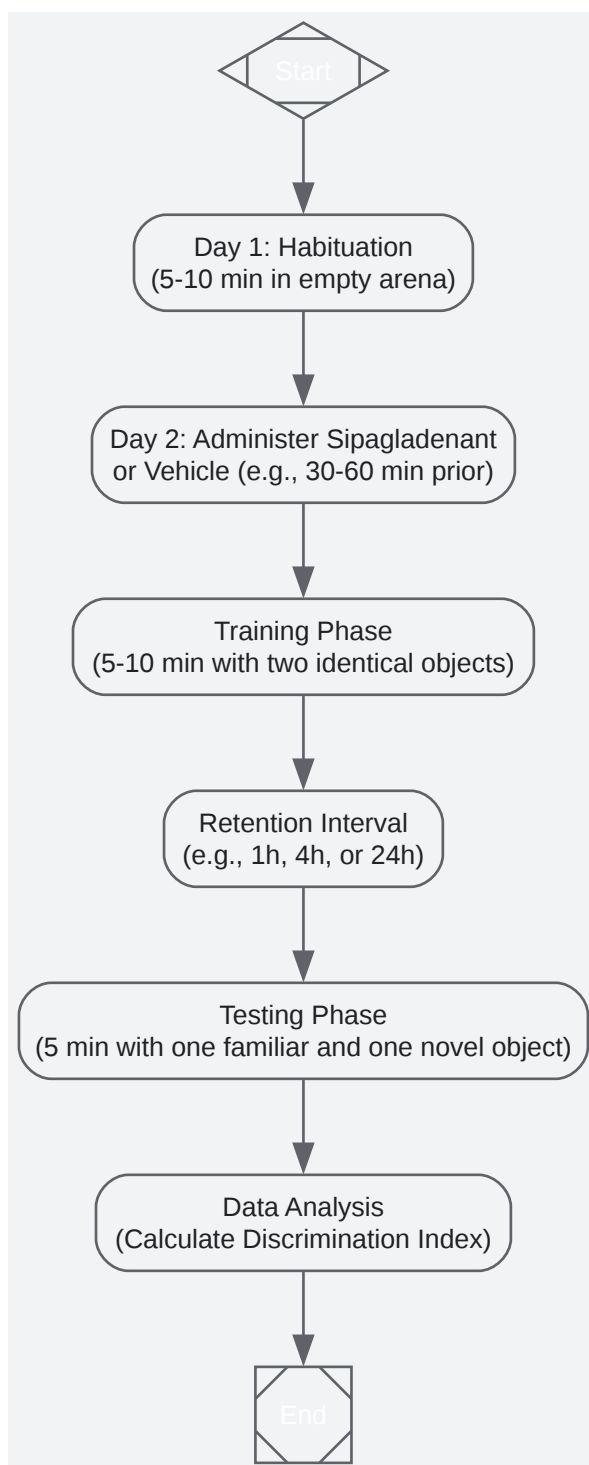 Start
Day 1: Habituation
(5-10 min in empty arena)
Day 2: Administer Sipagladenant
or Vehicle (e.g., 30-60 min prior)
Training Phase
(5-10 min with two identical objects)
Retention Interval
(e.g., 1h, 4h, or 24h)
Testing Phase
(5 min with one familiar and one novel object)
Data Analysis
(Calculate Discrimination Index)
End